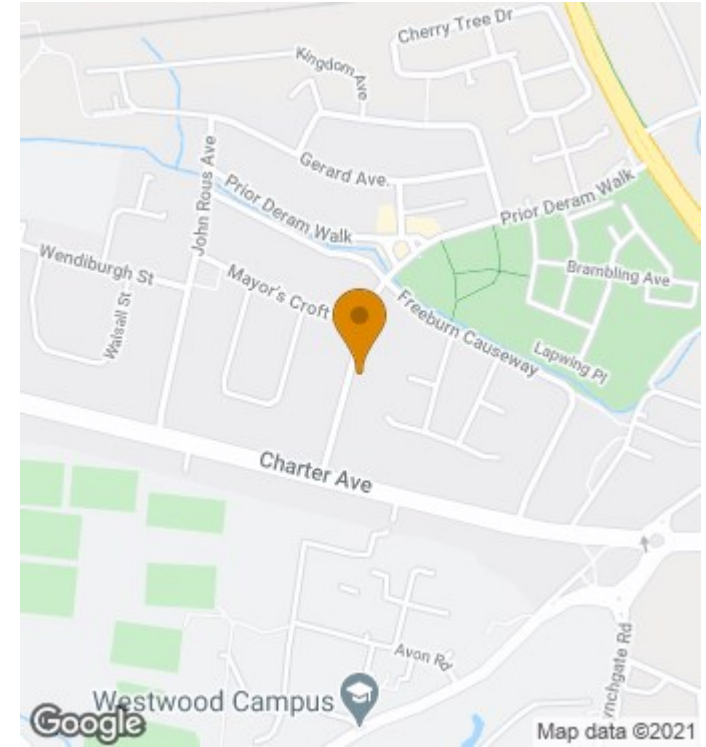 Cherry Tree Dr
Kingdom Ave
Gerard Ave.
John Rous Ave
Prior Deram Walk
Prior Deram Walk
Wendiburgh St
Walsall St
Mayor's Croft
Brambling Ave
Freeburn Causeway
Lapwing Pl
Charter Ave
Avon Rd
ynchgate Rd
Westwood Campus
Google
Map data ©2021